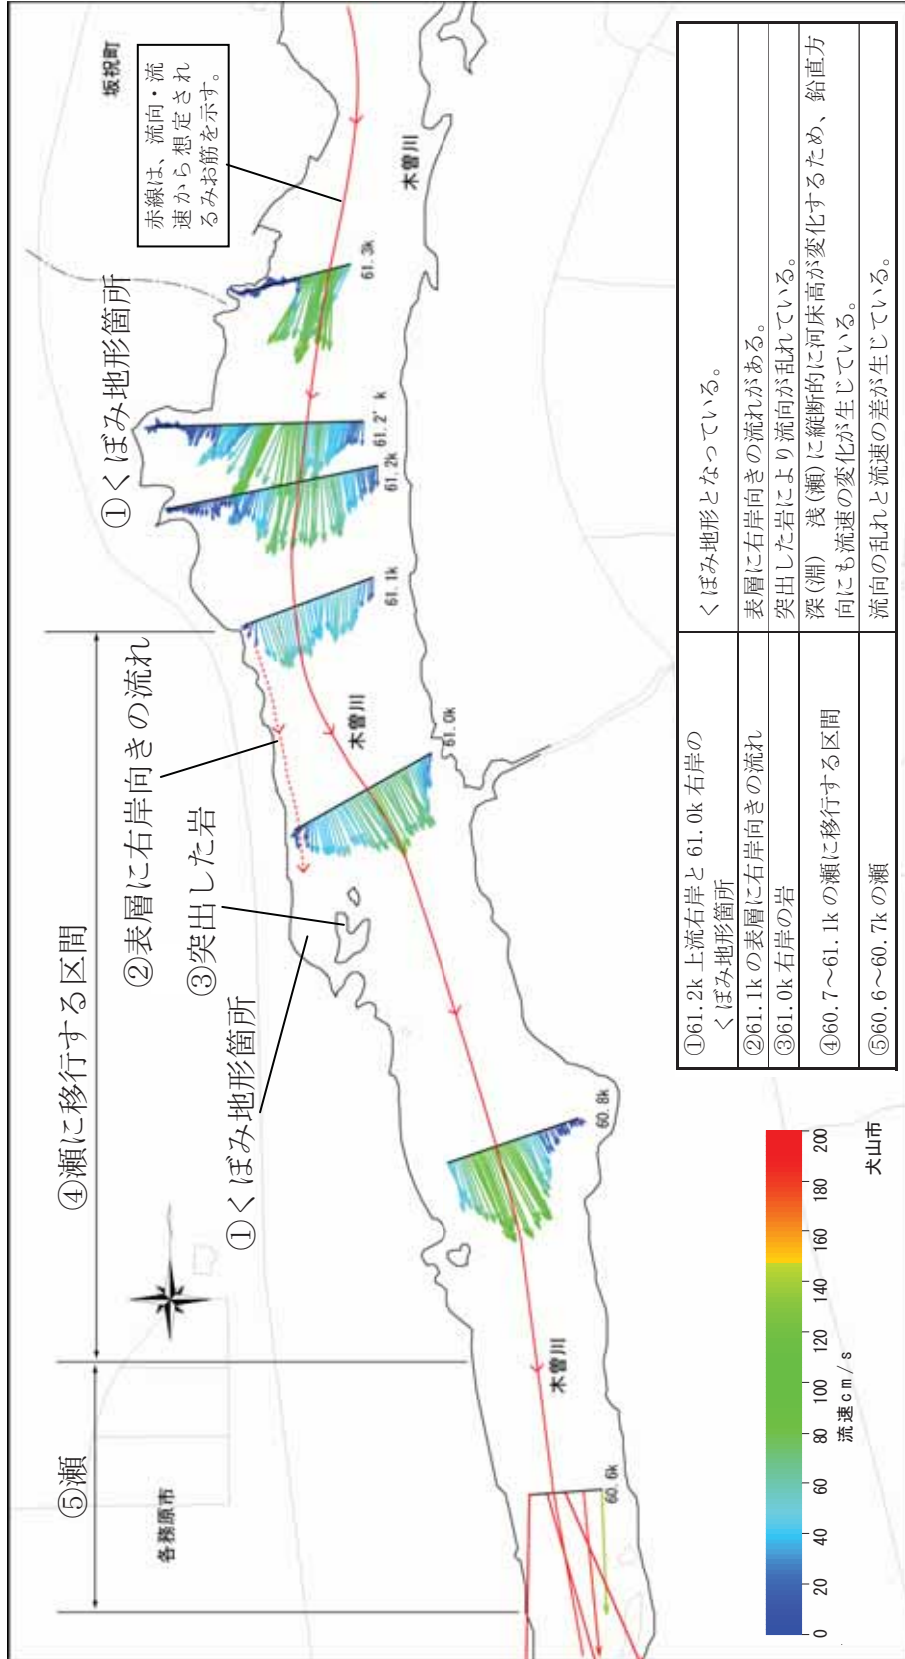 ⑤瀬
④瀬に移行する区間
②表層に右岸向きの流れ
③突出した岩
①くぼみ地形箇所
①くぼみ地形箇所
坂祝町
赤線は、流向・流
速から想定され
るみお筋を示す。
各務原市
木曽川
木曽川
木曽川
犬山市
60.6k
60.8k
61.0k
61.1k
61.2k
61.2' k
61.3k
0 20 40 60 80 100 120 140 160 180 200
流速cm/s
①61.2k 上流右岸と 61.0k 右岸の
くぼみ地形箇所
くぼみ地形となっている。
②61.1k の表層に右岸向きの流れ
表層に右岸向きの流れがある。
③61.0k 右岸の岩
突出した岩により流向が乱れている。
④60.7～61.1k の瀬に移行する区間
深(淵) 浅(瀬)に縦断的に河床高が変化するため、鉛直方
向にも流速の変化が生じている。
⑤60.6～60.7k の瀬
流向の乱れと流速の差が生じている。